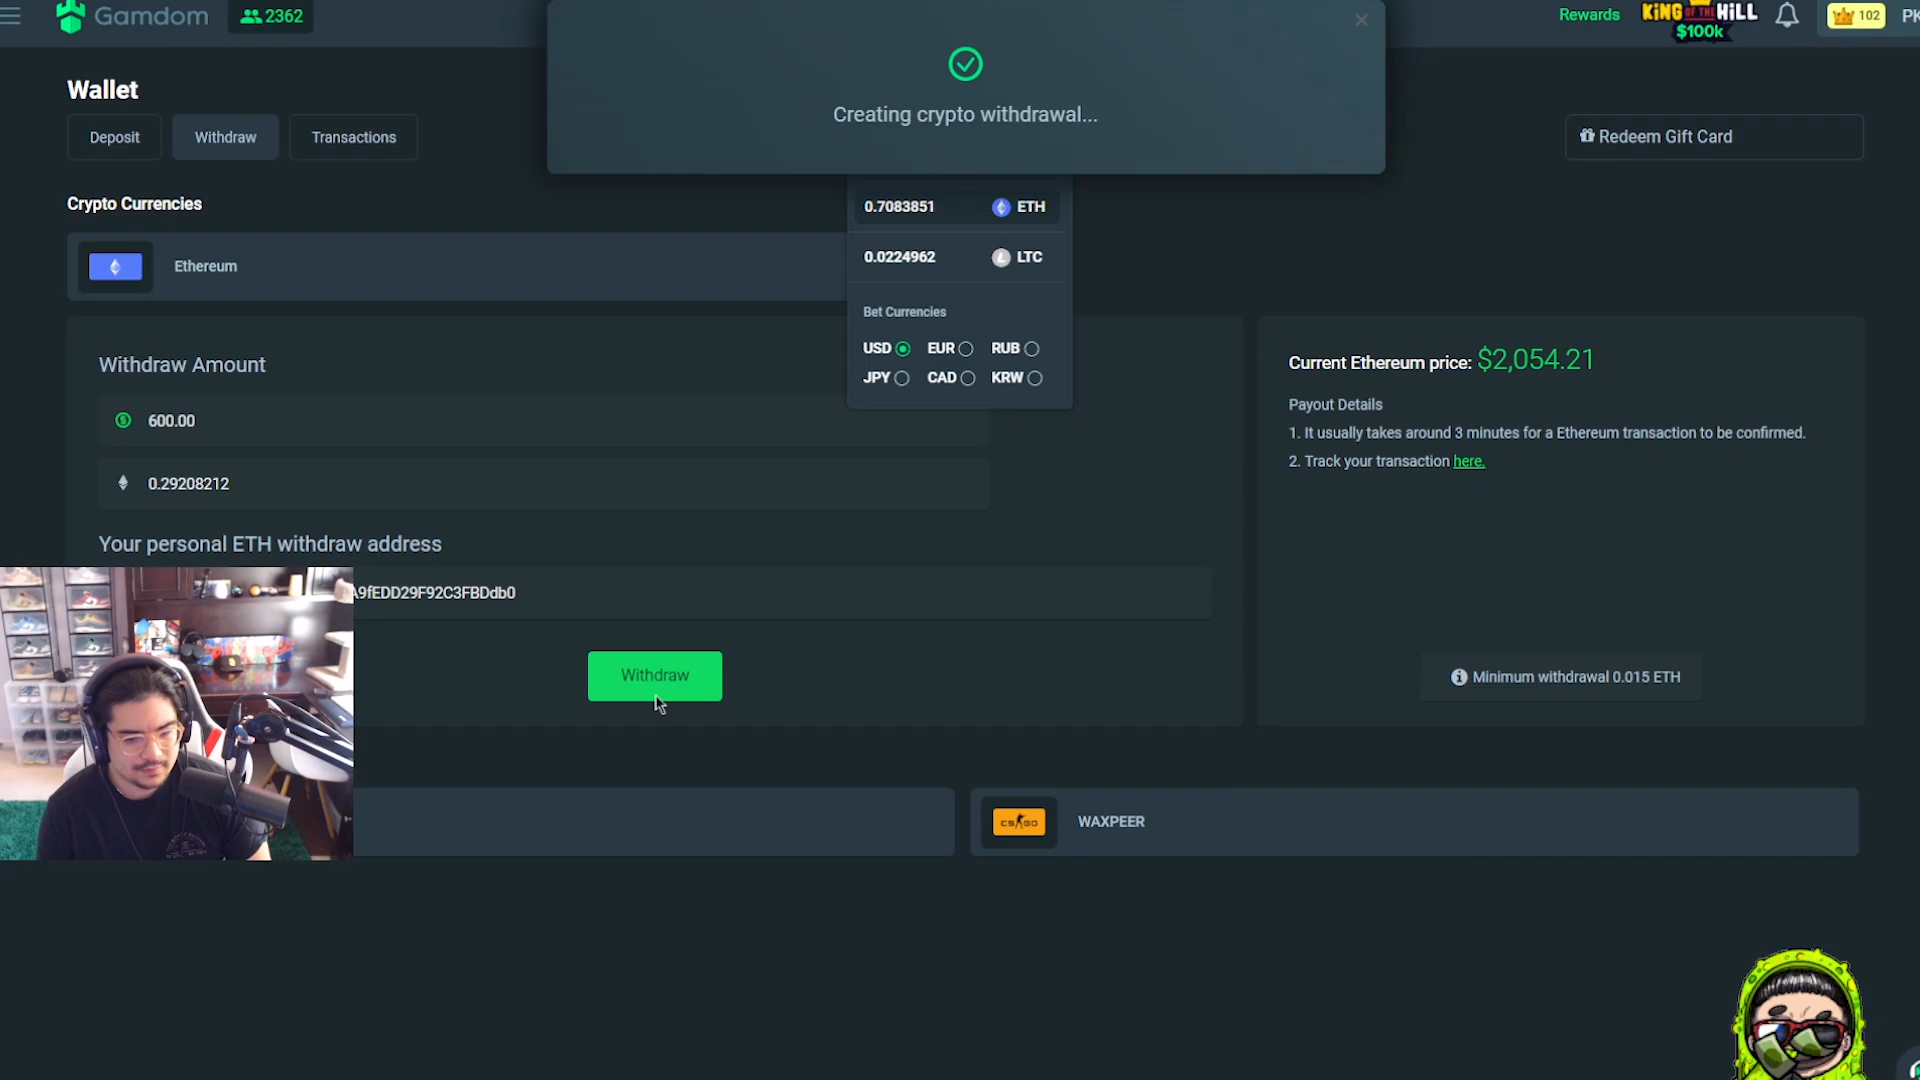 Gamdom
2362
Creating crypto withdrawal...
Rewards
KiNG OF THE HiLL
$100k
102
PK
Wallet
Deposit
Withdraw
Transactions
Redeem Gift Card
Crypto Currencies
0.7083851 ETH
0.0224962 LTC
Ethereum
Bet Currencies
USD EUR RUB
JPY CAD KRW
Withdraw Amount
600.00
0.29208212
Your personal ETH withdraw address
A9fEDD29F92C3FBDdb0
Withdraw
Current Ethereum price: $2,054.21
Payout Details
1. It usually takes around 3 minutes for a Ethereum transaction to be confirmed.
2. Track your transaction here.
Minimum withdrawal 0.015 ETH
CS GO
WAXPEER